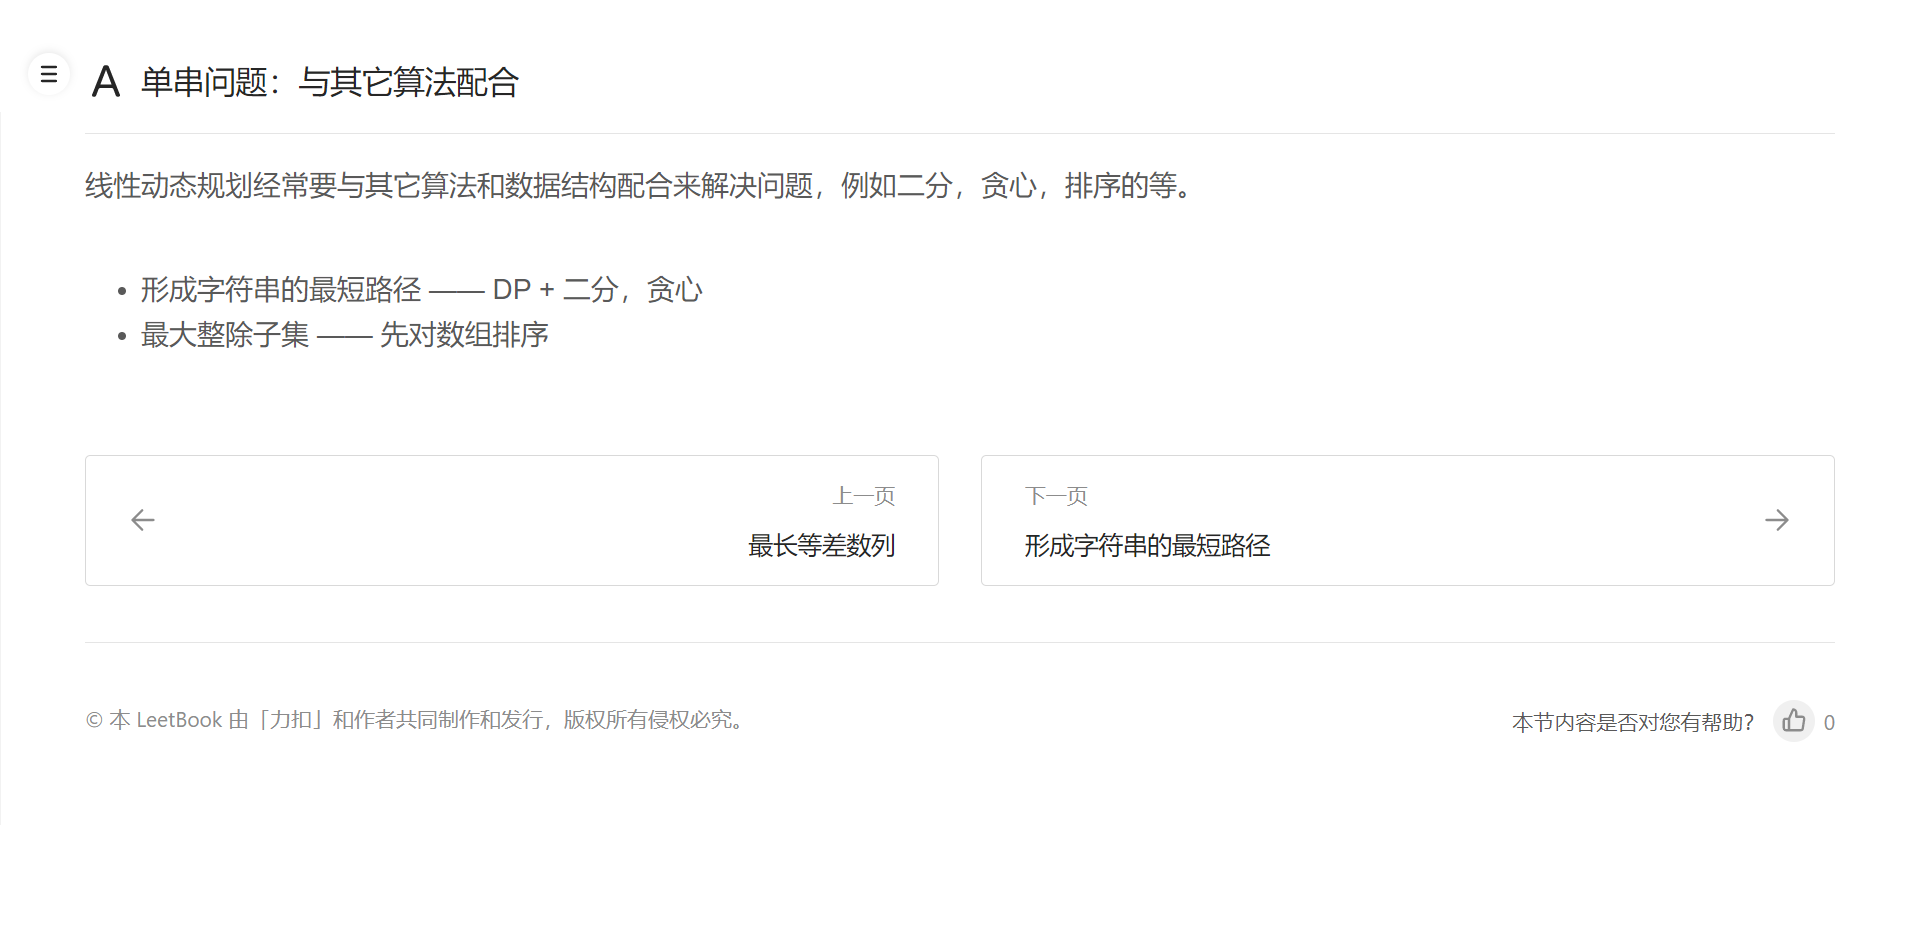 A 单串问题：与其它算法配合
线性动态规划经常要与其它算法和数据结构配合来解决问题，例如二分，贪心，排序的等。
• 形成字符串的最短路径 —— DP + 二分，贪心
• 最大整除子集 —— 先对数组排序
上一页
最长等差数列
下一页
形成字符串的最短路径
© 本 LeetBook 由「力扣」和作者共同制作和发行，版权所有侵权必究。
本节内容是否对您有帮助？ 0